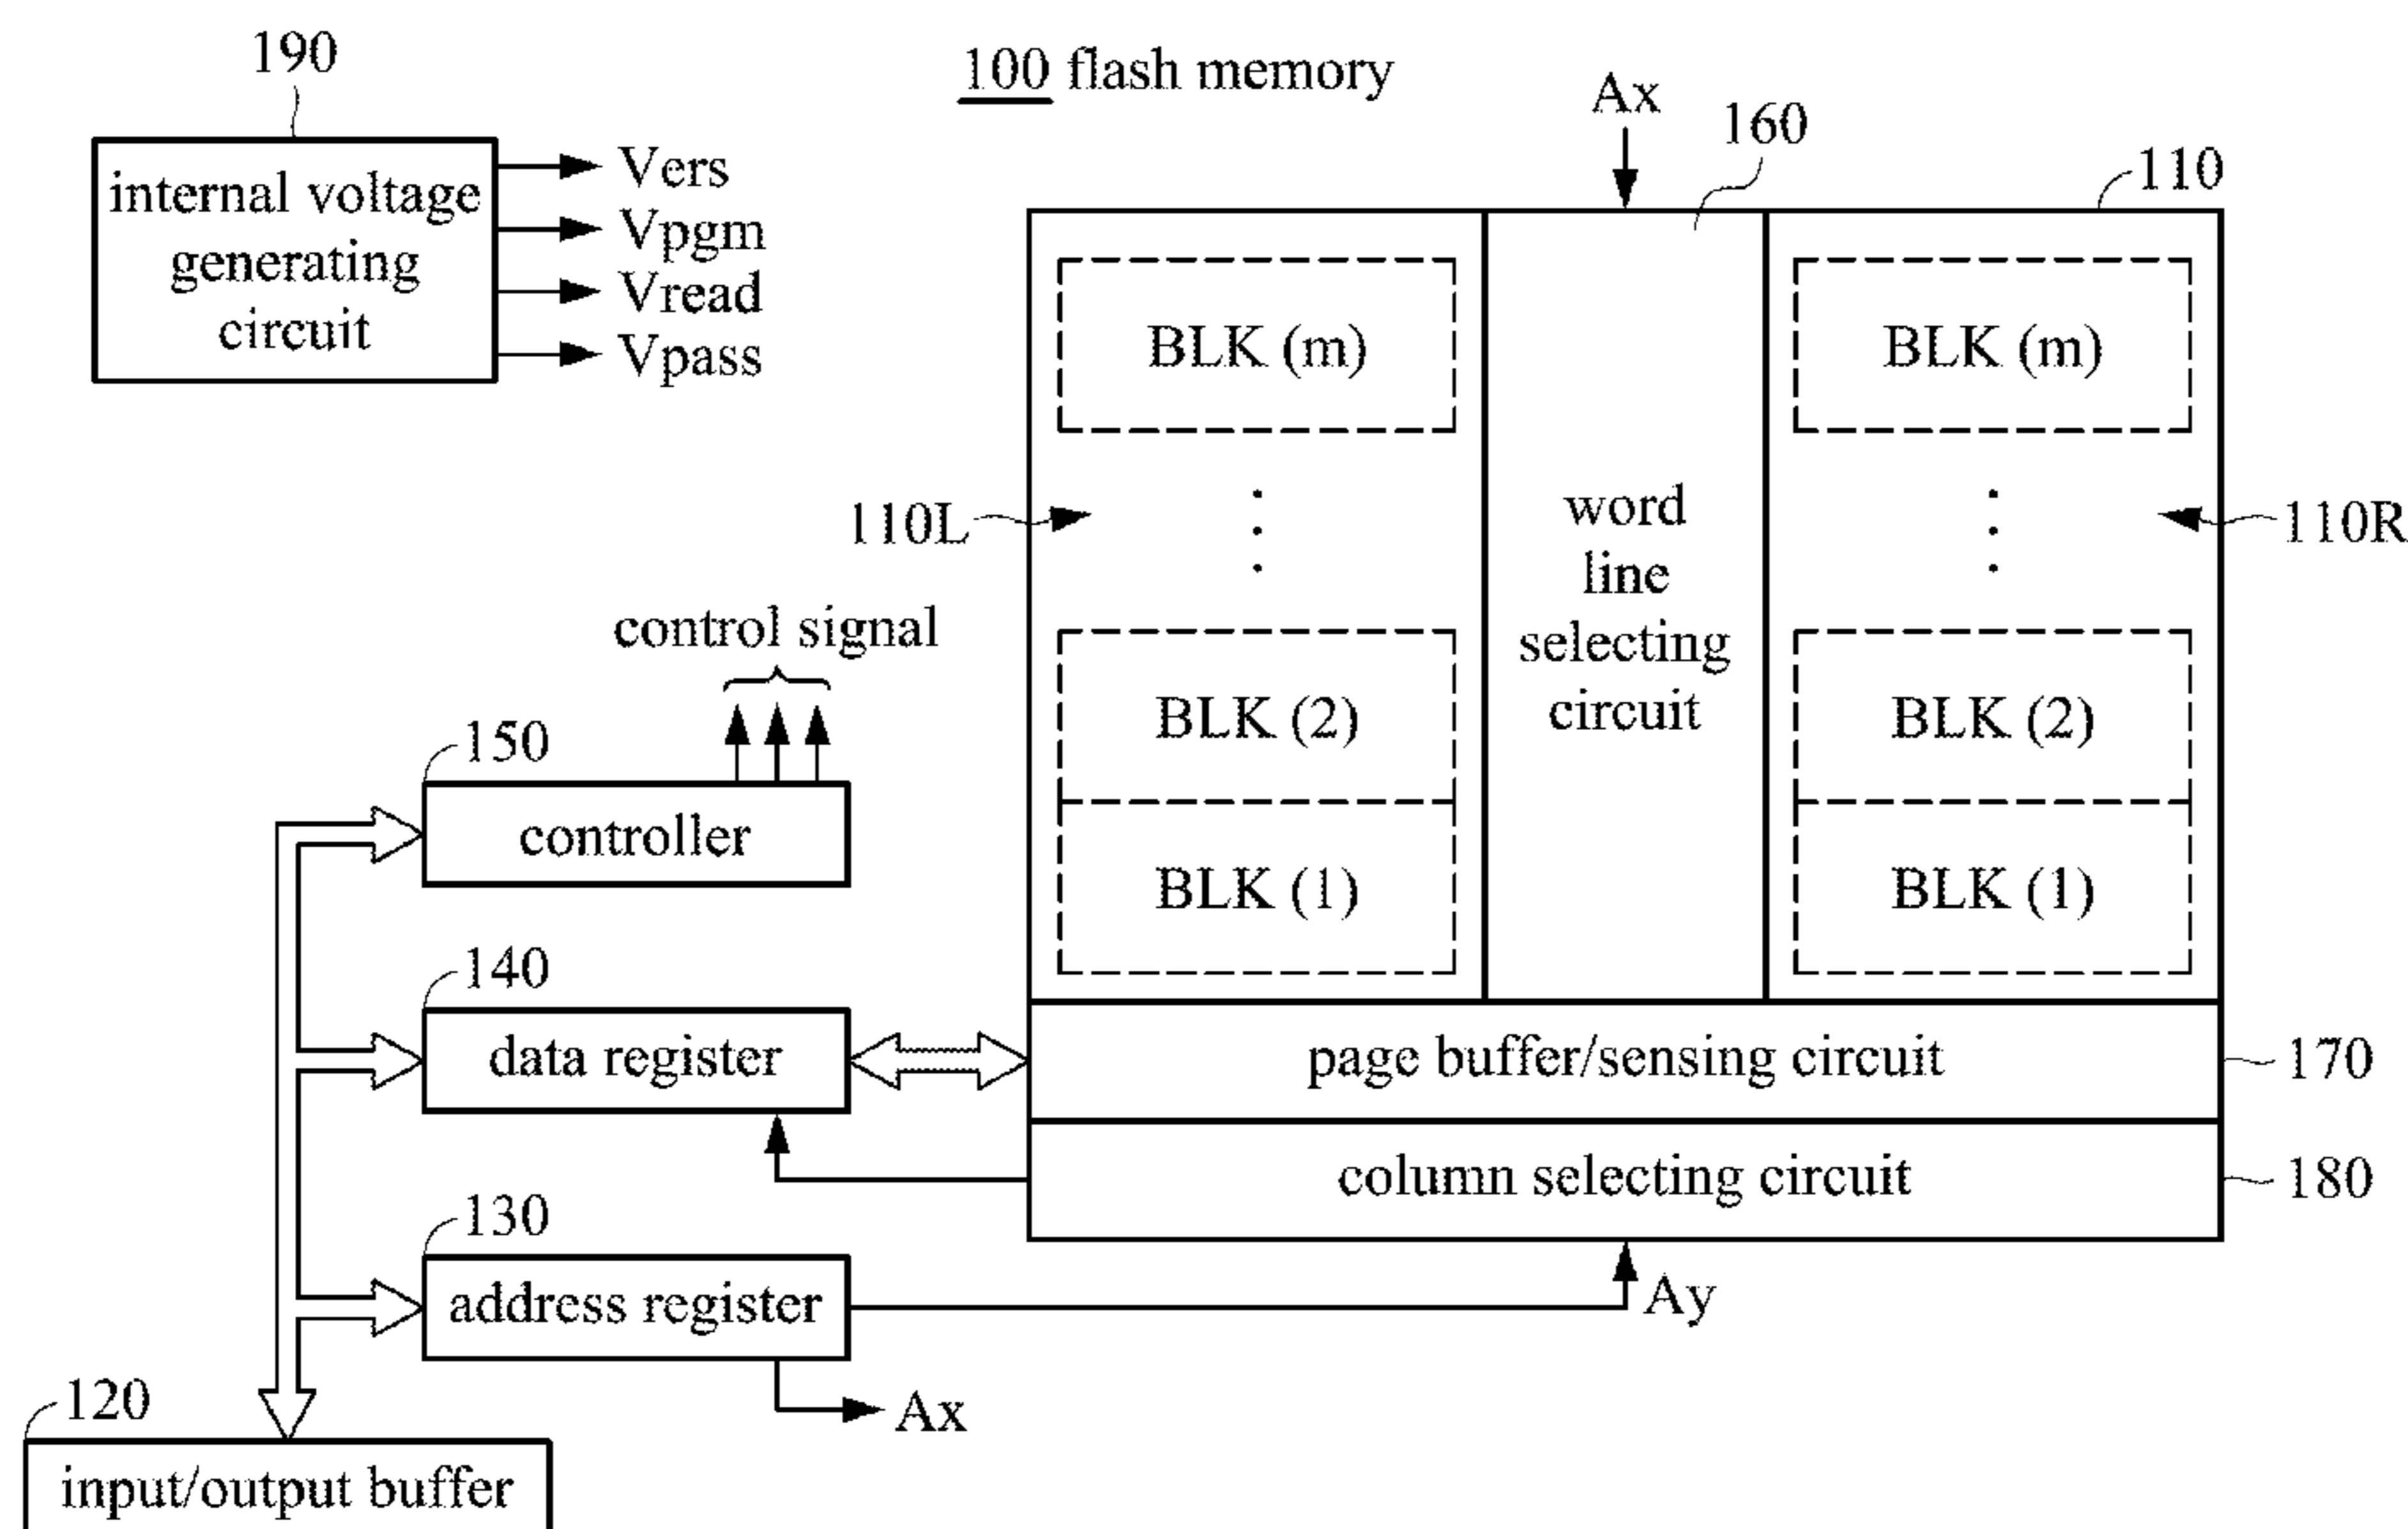 190
100 flash memory
Ax
160
110
internal voltage
generating
circuit
Vers
Vpgm
Vread
Vpass
BLK (m)
BLK (m)
110L
word
line
selecting
circuit
110R
control signal
BLK (2)
BLK (2)
150
controller
BLK (1)
BLK (1)
140
data register
page buffer/sensing circuit
170
column selecting circuit
180
130
address register
Ay
Ax
120
input/output buffer